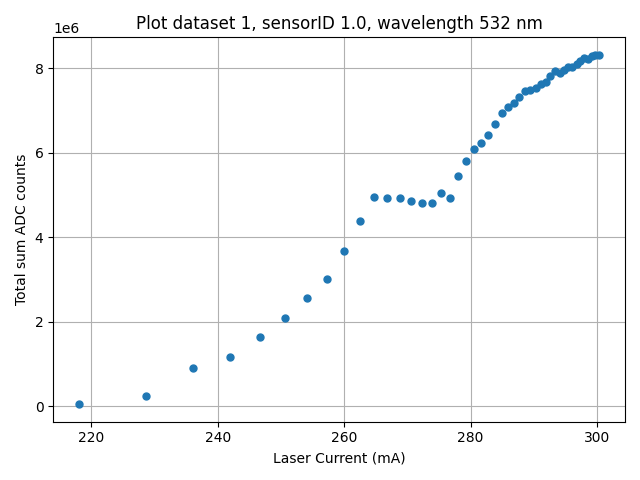 Plot dataset 1, sensorID 1.0, wavelength 532 nm
1e6
8
6
4
2
0
220 240 260 280 300
Total sum ADC counts
Laser Current (mA)